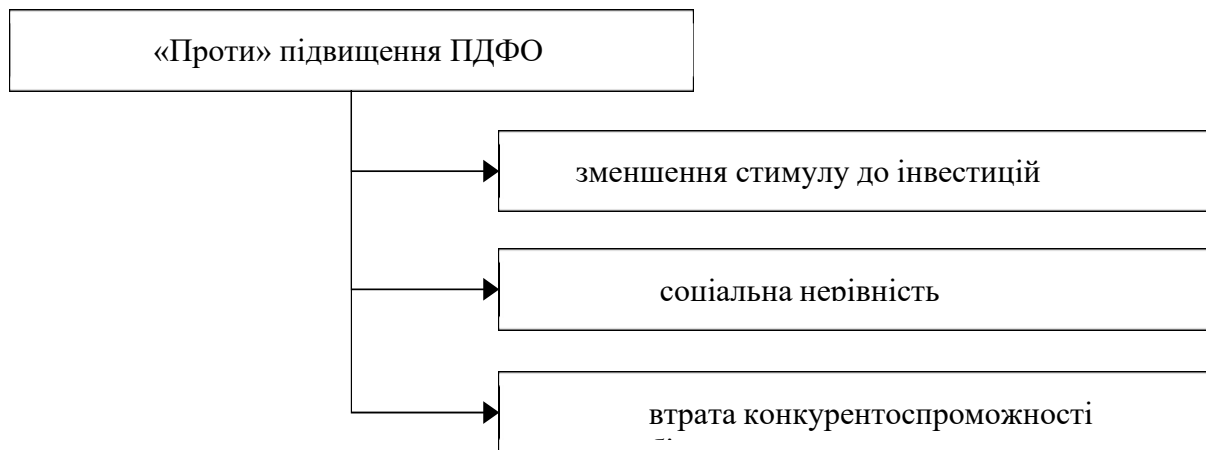 «Проти» підвищення ПДФО
зменшення стимулу до інвестицій
соціальна нерівність
втрата конкурентоспроможності